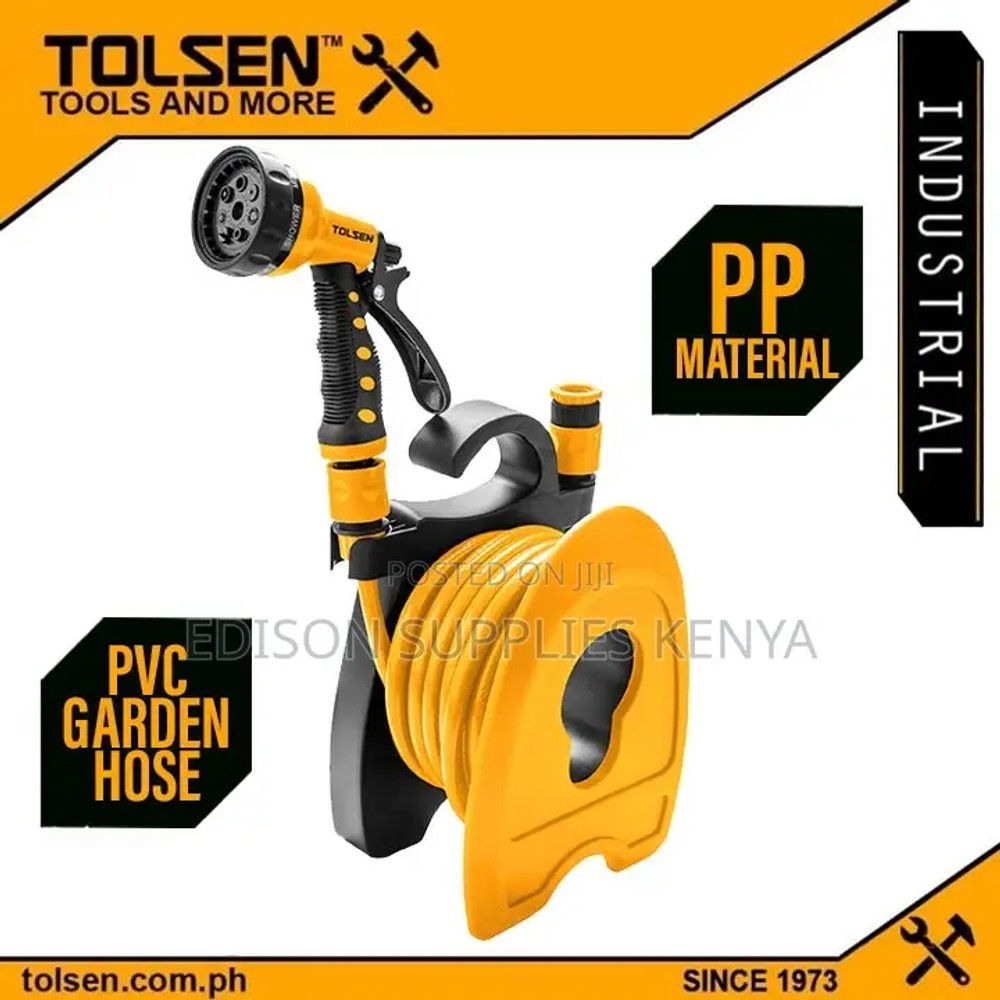 TOLSEN™
TOOLS AND MORE
INDUSTRIAL
SHOWER
TOLSEN
PP
MATERIAL
POSTED ON JIJI
EDISON SUPPLIES KENYA
PVC
GARDEN
HOSE
tolsen.com.ph
SINCE 1973